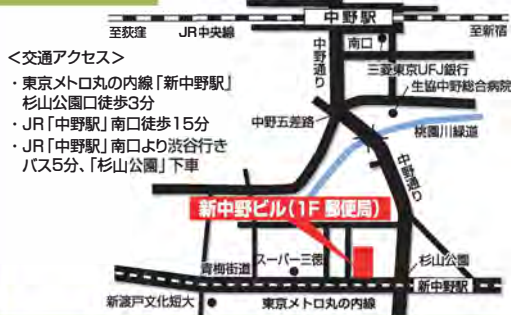 中野駅
至荻窪
JR中央線
至新宿
南口
＜交通アクセス＞
・東京メトロ丸の内線「新中野駅」
杉山公園口徒歩3分
・JR「中野駅」南口徒歩15分
・JR「中野駅」南口より渋谷行き
バス5分、「杉山公園」下車
中野通り
三菱東京UFJ銀行
生協中野総合病院
中野五差路
桃園川緑道
中野通り
新中野ビル(1F 郵便局)
青梅街道
スーパー三徳
杉山公園
新中野駅
新渡戸文化短大
東京メトロ丸の内線